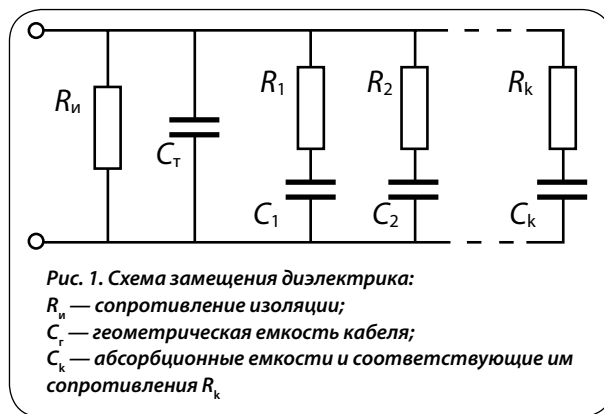 R₁ R₂ Rₖ
Rᵢᵢ Cт
C₁ C₂ Cₖ
Рис. 1. Схема замещения диэлектрика:
Rи — сопротивление изоляции;
Cг — геометрическая емкость кабеля;
Cₖ — абсорбционные емкости и соответствующие им
сопротивления Rₖ